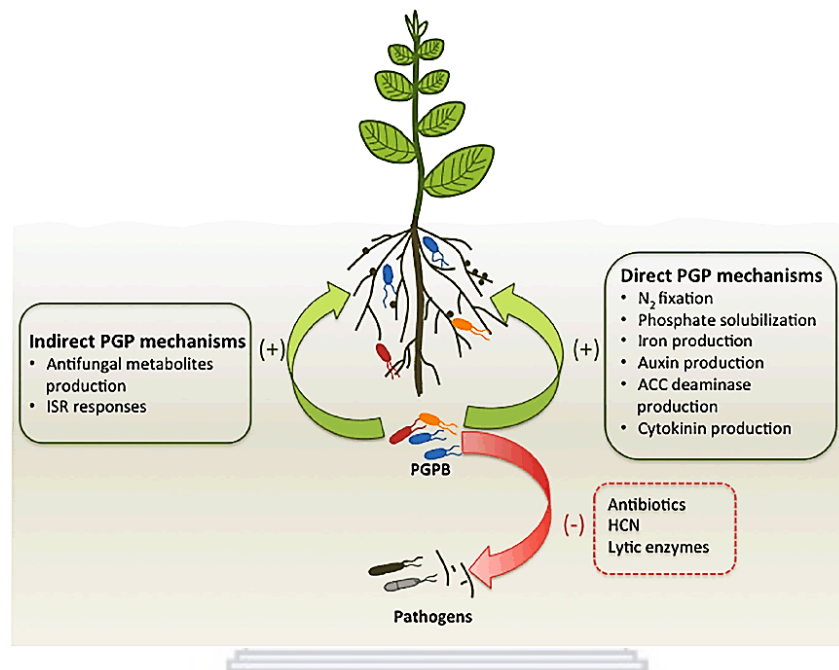 Indirect PGP mechanisms
• Antifungal metabolites
production
• ISR responses
(+)
(+)
Direct PGP mechanisms
• N₂ fixation
• Phosphate solubilization
• Iron production
• Auxin production
• ACC deaminase
production
• Cytokinin production
PGPB
(-)
Antibiotics
HCN
Lytic enzymes
Pathogens